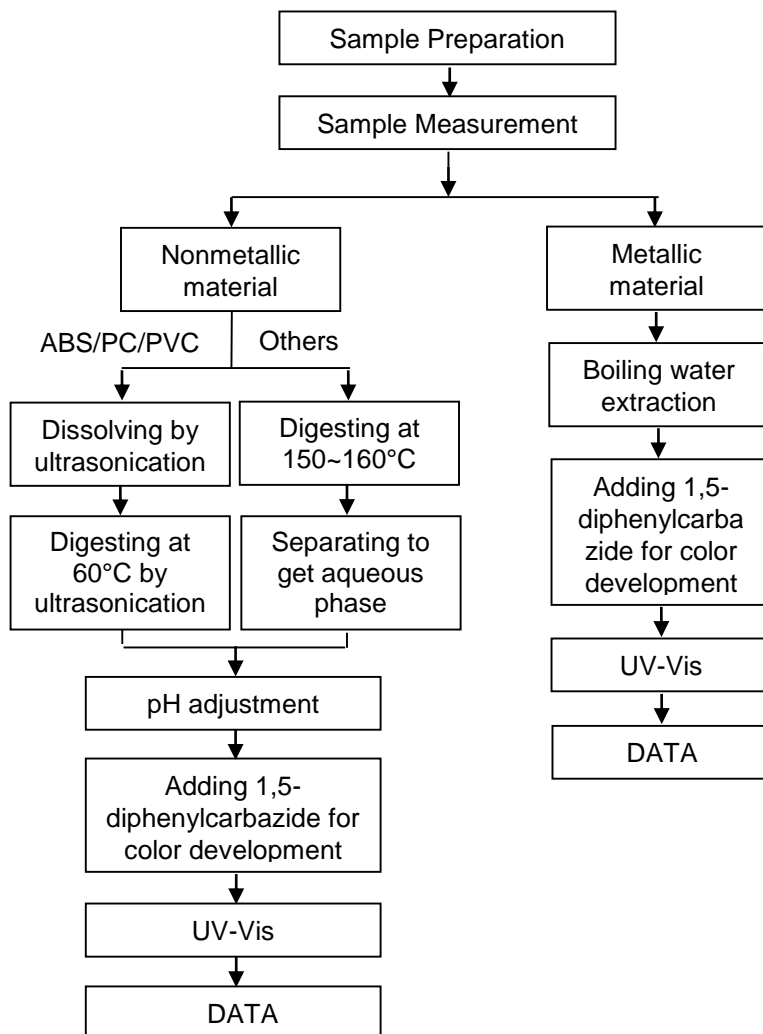 Sample Preparation
Sample Measurement
Nonmetallic
material
Metallic
material
ABS/PC/PVC
Others
Boiling water
extraction
Dissolving by
ultrasonication
Digesting at
150~160°C
Adding 1,5-
diphenylcarba
zide for color
development
Digesting at
60°C by
ultrasonication
Separating to
get aqueous
phase
UV-Vis
pH adjustment
DATA
Adding 1,5-
diphenylcarbazide for
color development
UV-Vis
DATA